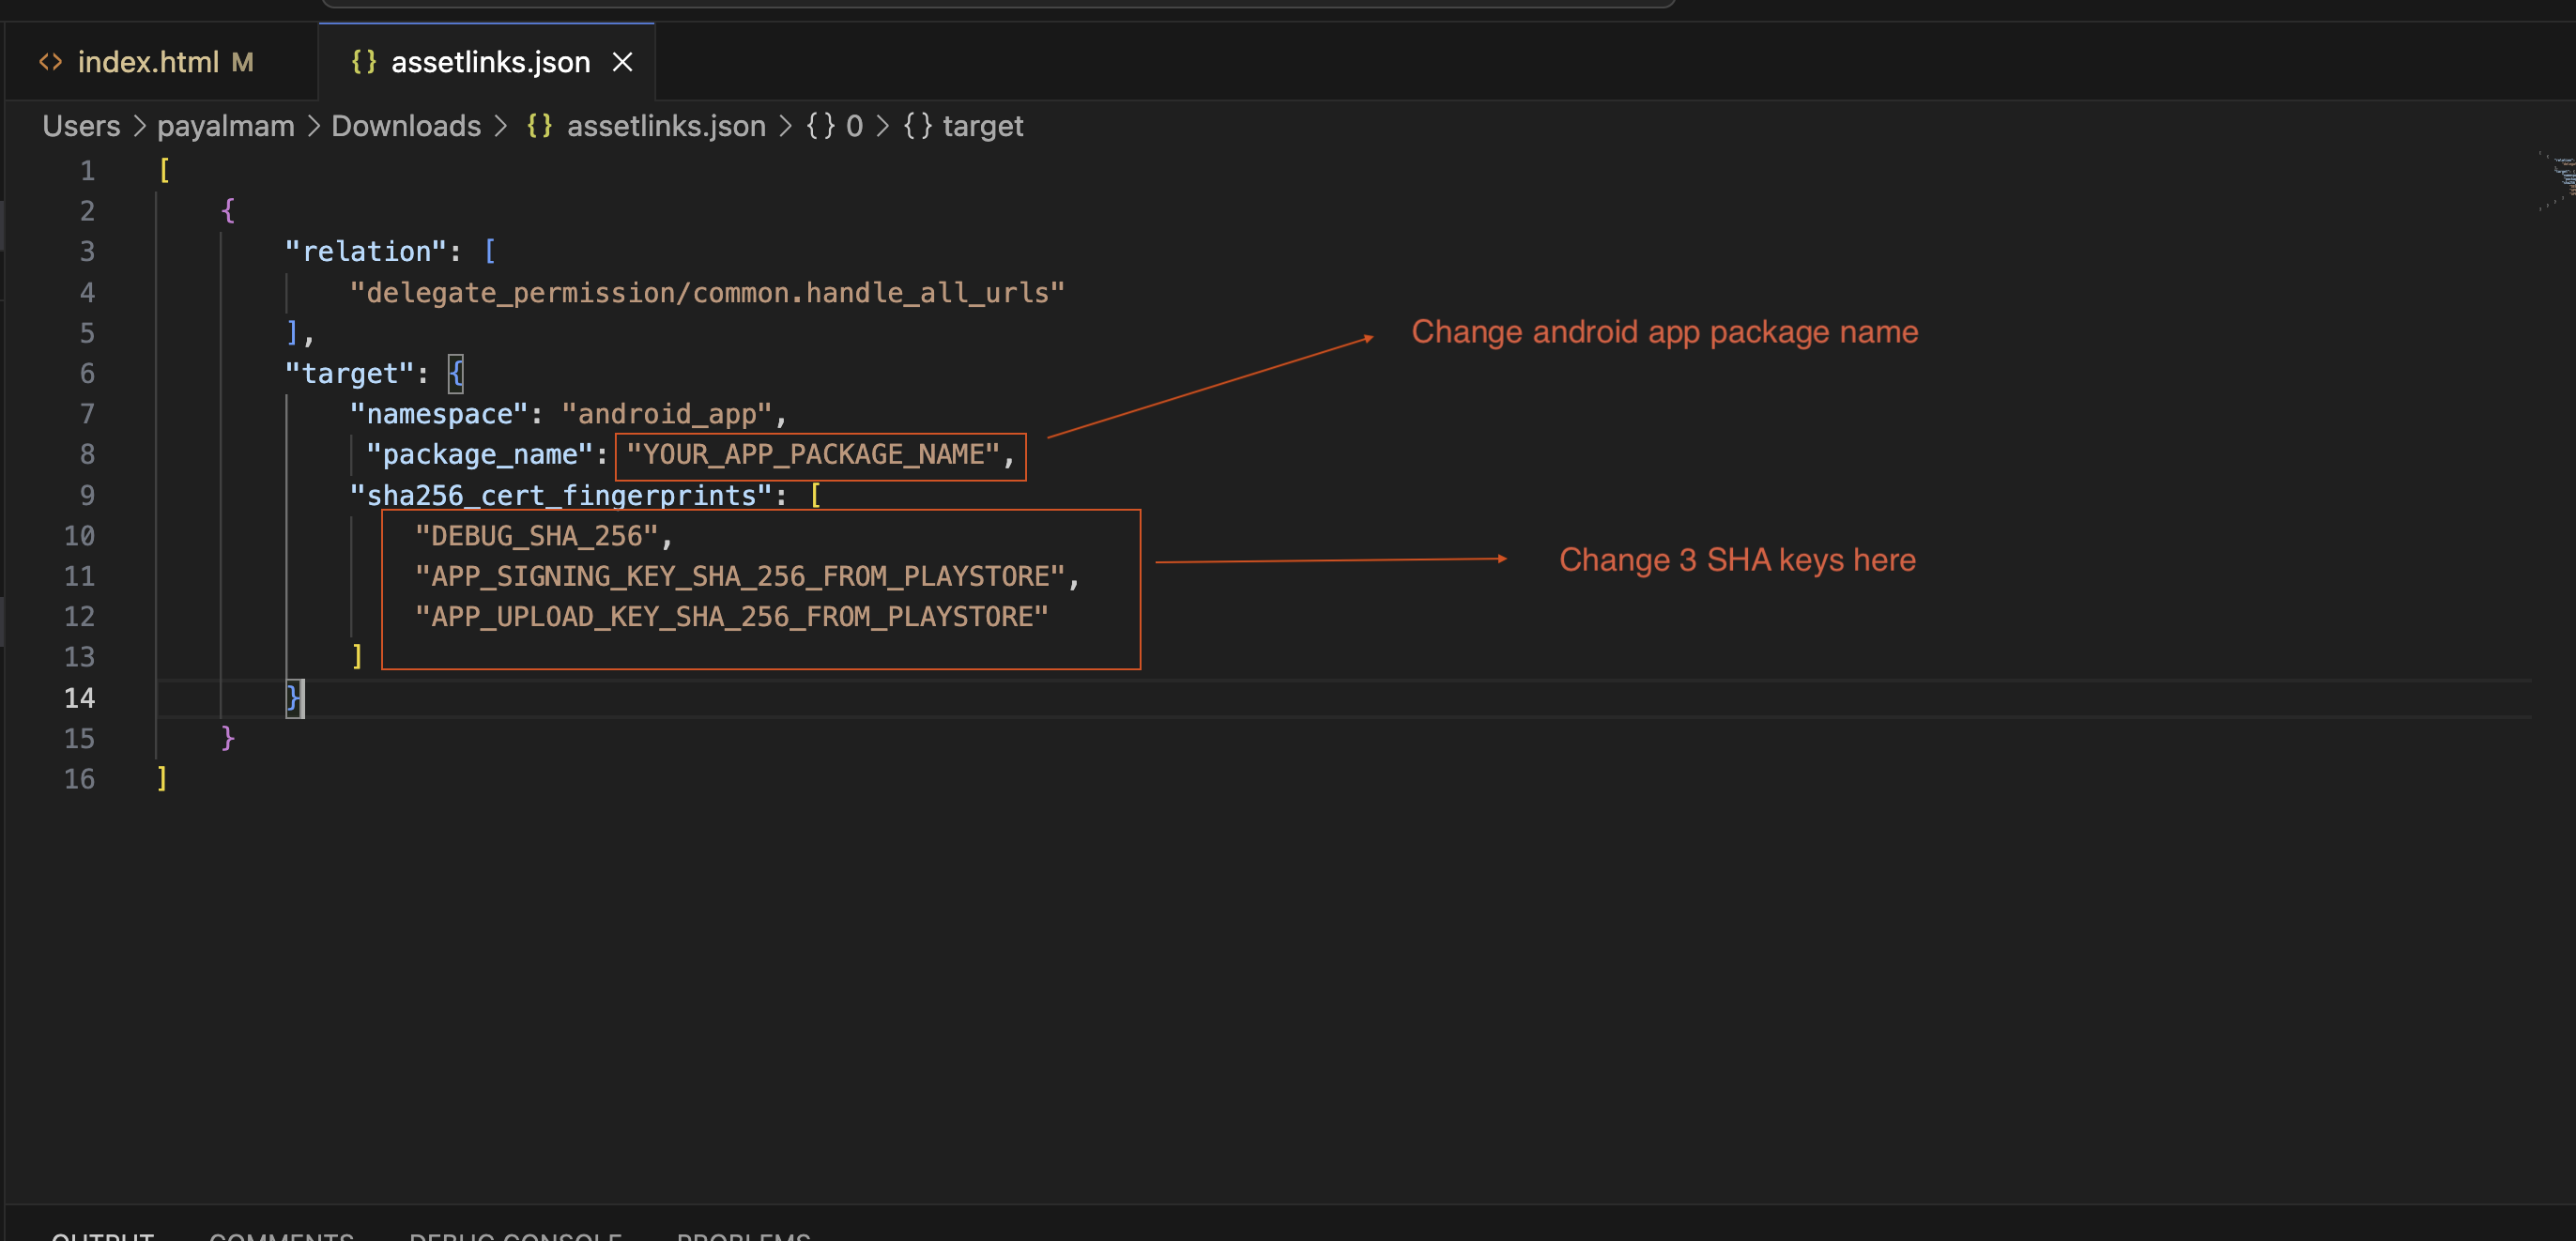 index.html M
{} assetlinks.json
Users > payalmam > Downloads > {} assetlinks.json > {} 0 > {} target
1 [
2 {
3 "relation": [
4 "delegate_permission/common.handle_all_urls"
5 ],
Change android app package name
6 "target": {
7 "namespace": "android_app",
8 "package_name": "YOUR_APP_PACKAGE_NAME",
9 "sha256_cert_fingerprints": [
10 "DEBUG_SHA_256",
Change 3 SHA keys here
11 "APP_SIGNING_KEY_SHA_256_FROM_PLAYSTORE",
12 "APP_UPLOAD_KEY_SHA_256_FROM_PLAYSTORE"
13 ]
14 }
15 }
16 ]
OUTPUT COMMENTS DEBUG CONSOLE PROBLEMS